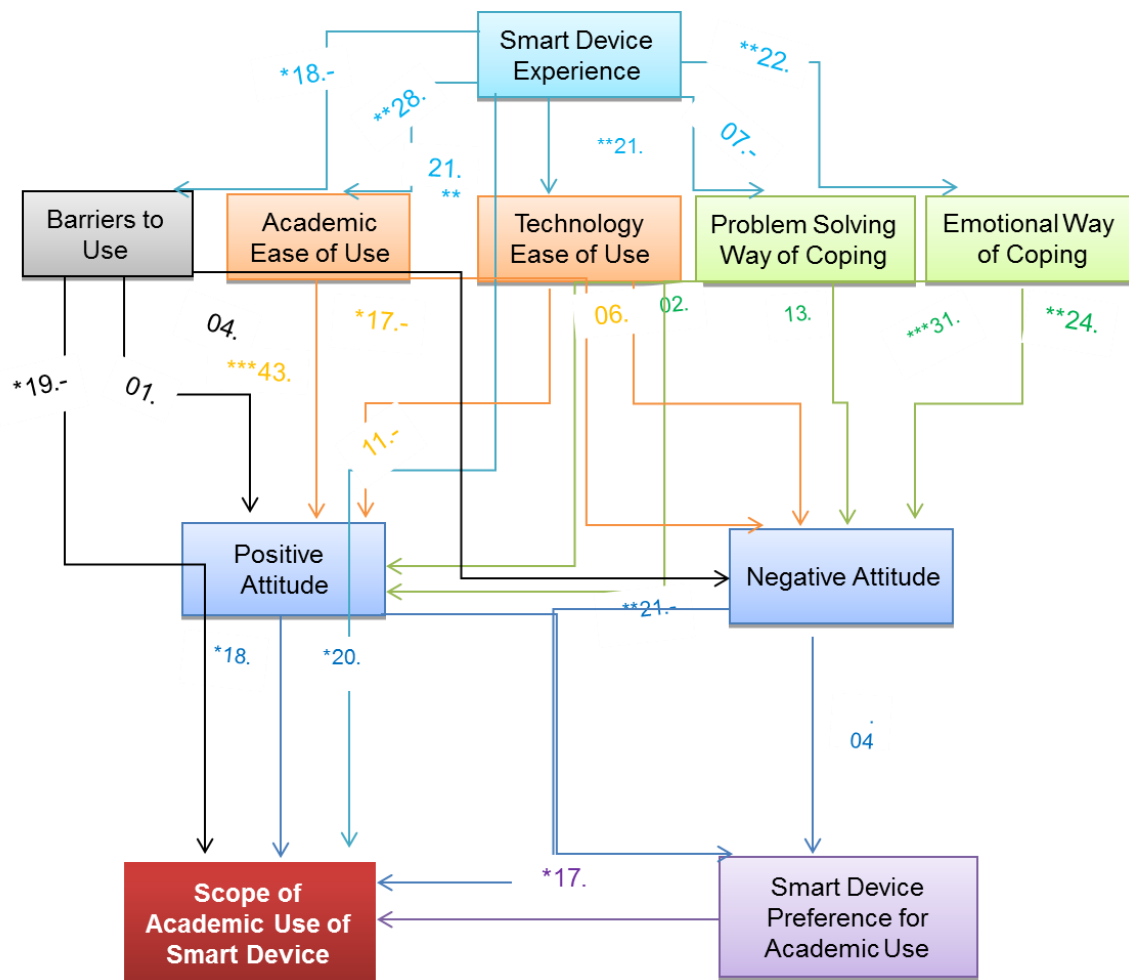 Smart Device
Experience
*18.-
**28.
21.
**
**21.
07.-
**22.
Barriers to
Use
Academic
Ease of Use
Technology
Ease of Use
Problem Solving
Way of Coping
Emotional Way
of Coping
*19.-
01.
04.
***43.
*17.-
11.-
06.
02.
13.
***31.
**24.
Positive
Attitude
Negative Attitude
*18.
*20.
**21.-
.
04
*17.
Scope of
Academic Use of
Smart Device
Smart Device
Preference for
Academic Use